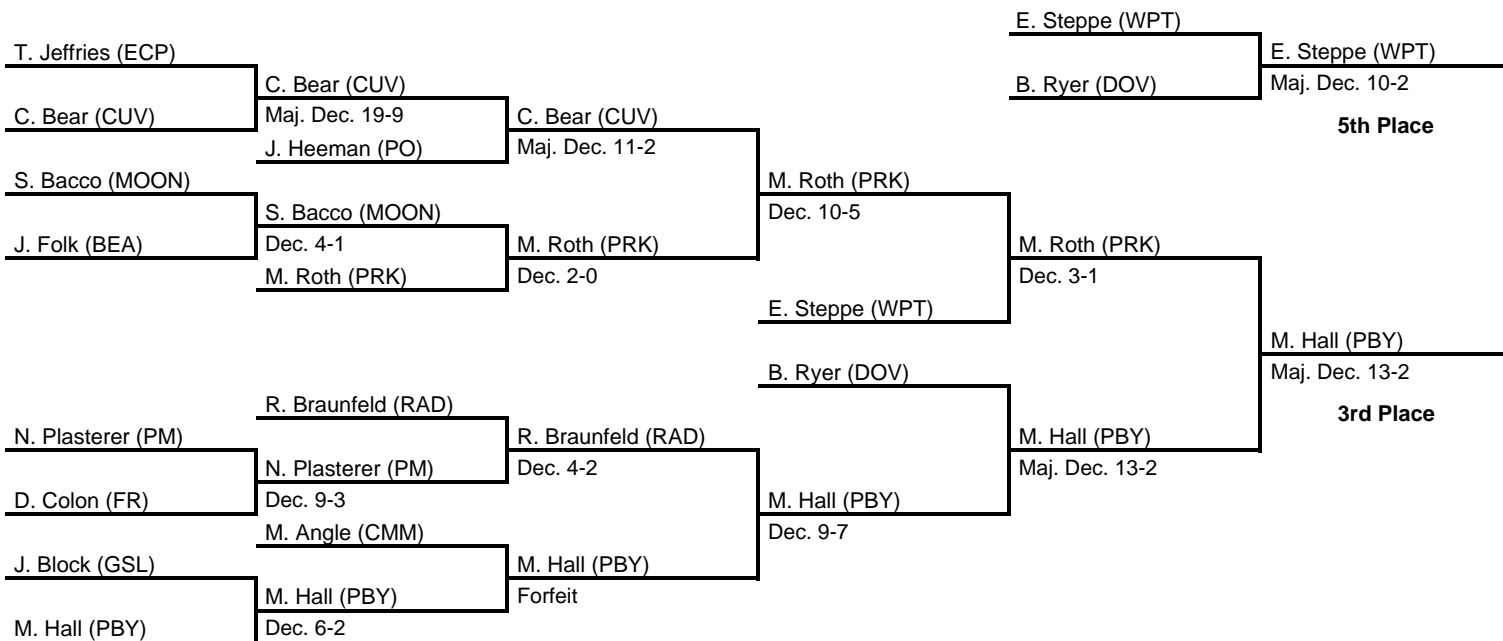 E. Steppe (WPT)
T. Jeffries (ECP)
E. Steppe (WPT)
C. Bear (CUV)
B. Ryer (DOV)
Maj. Dec. 10-2
C. Bear (CUV)
Maj. Dec. 19-9
C. Bear (CUV)
5th Place
J. Heeman (PO)
Maj. Dec. 11-2
S. Bacco (MOON)
M. Roth (PRK)
S. Bacco (MOON)
Dec. 10-5
J. Folk (BEA)
Dec. 4-1
M. Roth (PRK)
M. Roth (PRK)
M. Roth (PRK)
Dec. 2-0
Dec. 3-1
E. Steppe (WPT)
M. Hall (PBY)
B. Ryer (DOV)
Maj. Dec. 13-2
R. Braunfeld (RAD)
3rd Place
N. Plasterer (PM)
R. Braunfeld (RAD)
M. Hall (PBY)
N. Plasterer (PM)
Dec. 4-2
Maj. Dec. 13-2
D. Colon (FR)
Dec. 9-3
M. Hall (PBY)
M. Angle (CMM)
Dec. 9-7
J. Block (GSL)
M. Hall (PBY)
M. Hall (PBY)
Forfeit
M. Hall (PBY)
Dec. 6-2